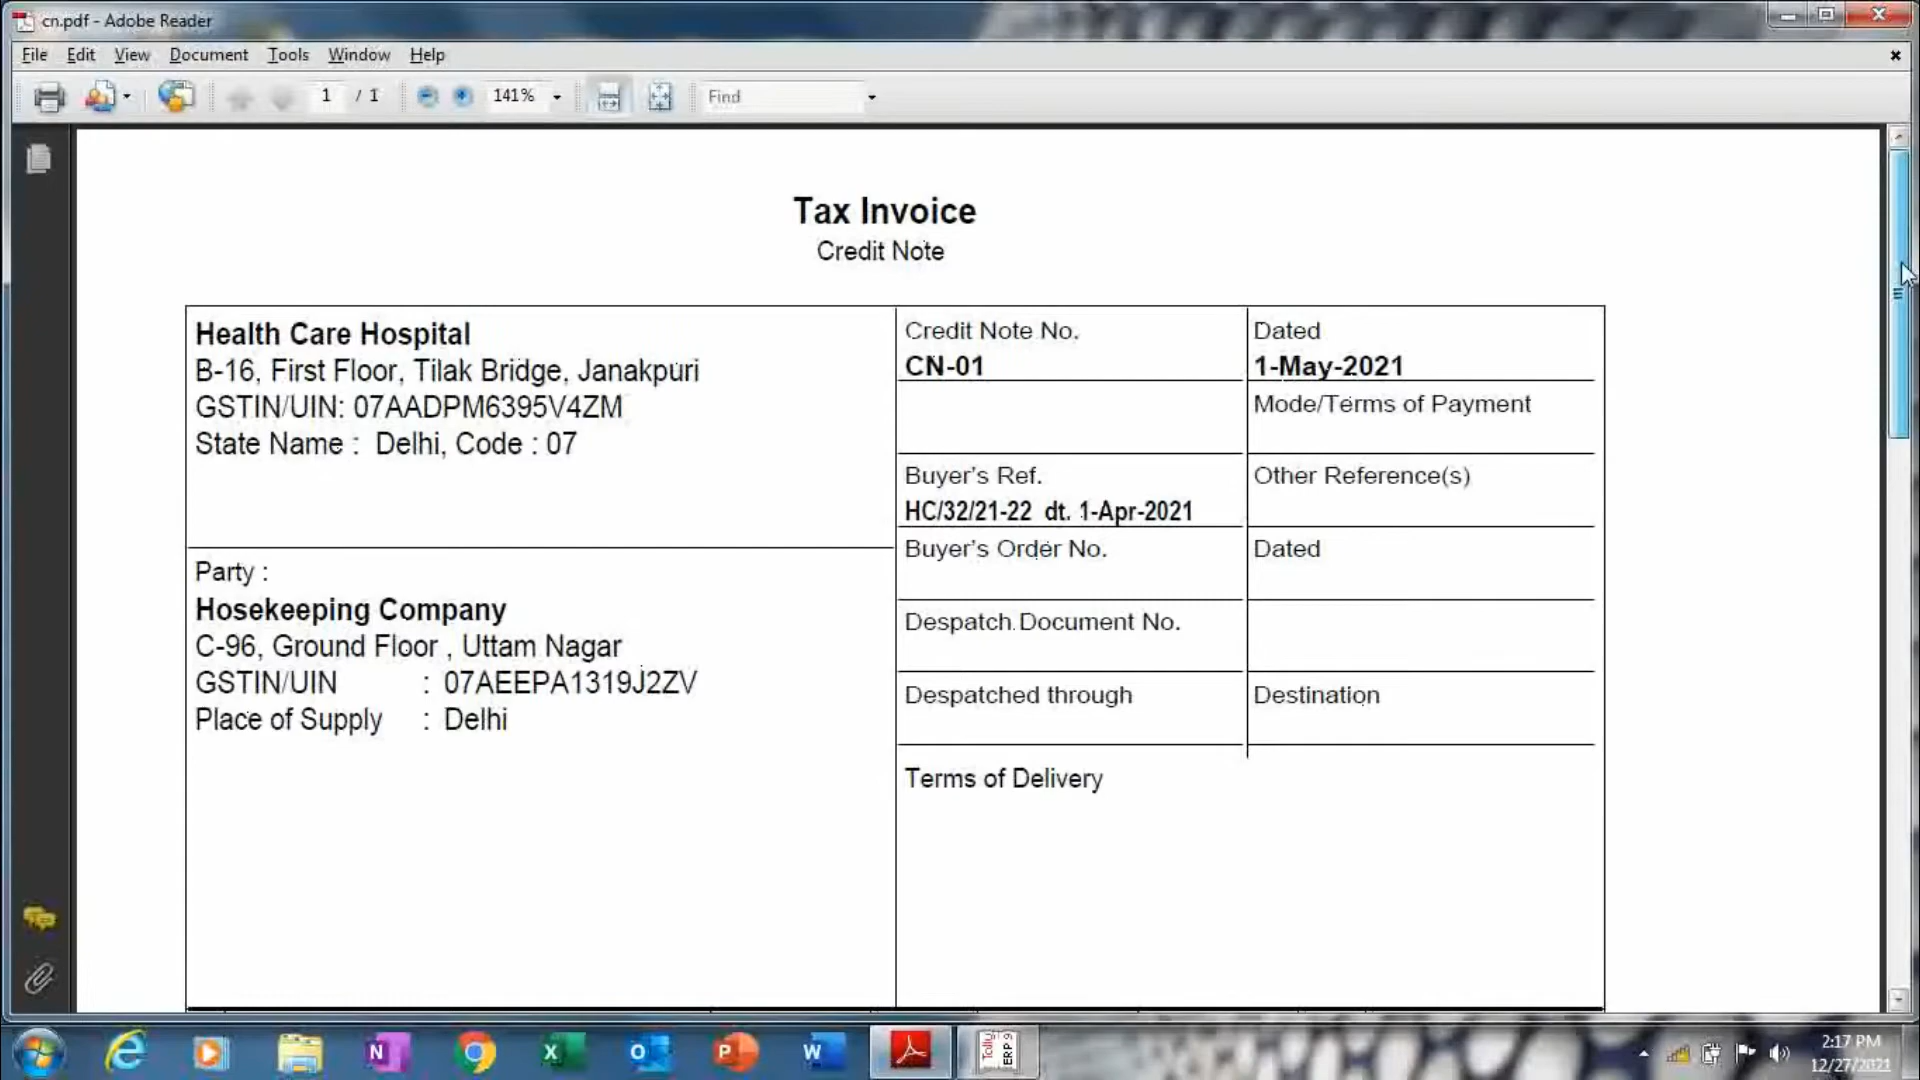 cn.pdf - Adobe Reader
File Edit View Document Tools Window Help
1 / 1 141% Find
Tax Invoice
Credit Note
Health Care Hospital
B-16, First Floor, Tilak Bridge, Janakpuri
GSTIN/UIN: 07AADPM6395V4ZM
State Name : Delhi, Code : 07
Credit Note No.
CN-01
Dated
1-May-2021
Mode/Terms of Payment
Buyer's Ref.
HC/32/21-22 dt. 1-Apr-2021
Other Reference(s)
Buyer's Order No.
Dated
Despatch Document No.
Despatched through
Destination
Terms of Delivery
Party :
Hosekeeping Company
C-96, Ground Floor , Uttam Nagar
GSTIN/UIN : 07AEEPA1319J2ZV
Place of Supply : Delhi
Tally
ERP 9
2:17 PM
12/27/2021